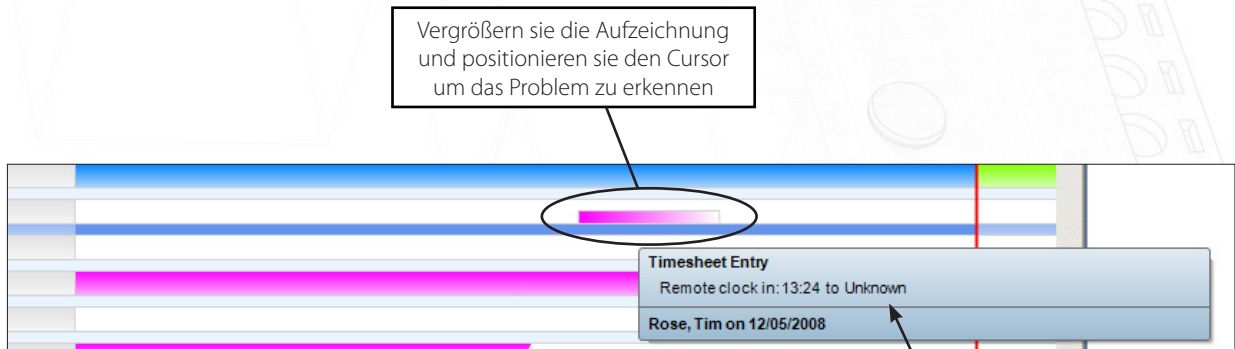 Vergrößern sie die Aufzeichnung
und positionieren sie den Cursor
um das Problem zu erkennen
Timesheet Entry
Remote clock in: 13:24 to Unknown
Rose, Tim on 12/05/2008